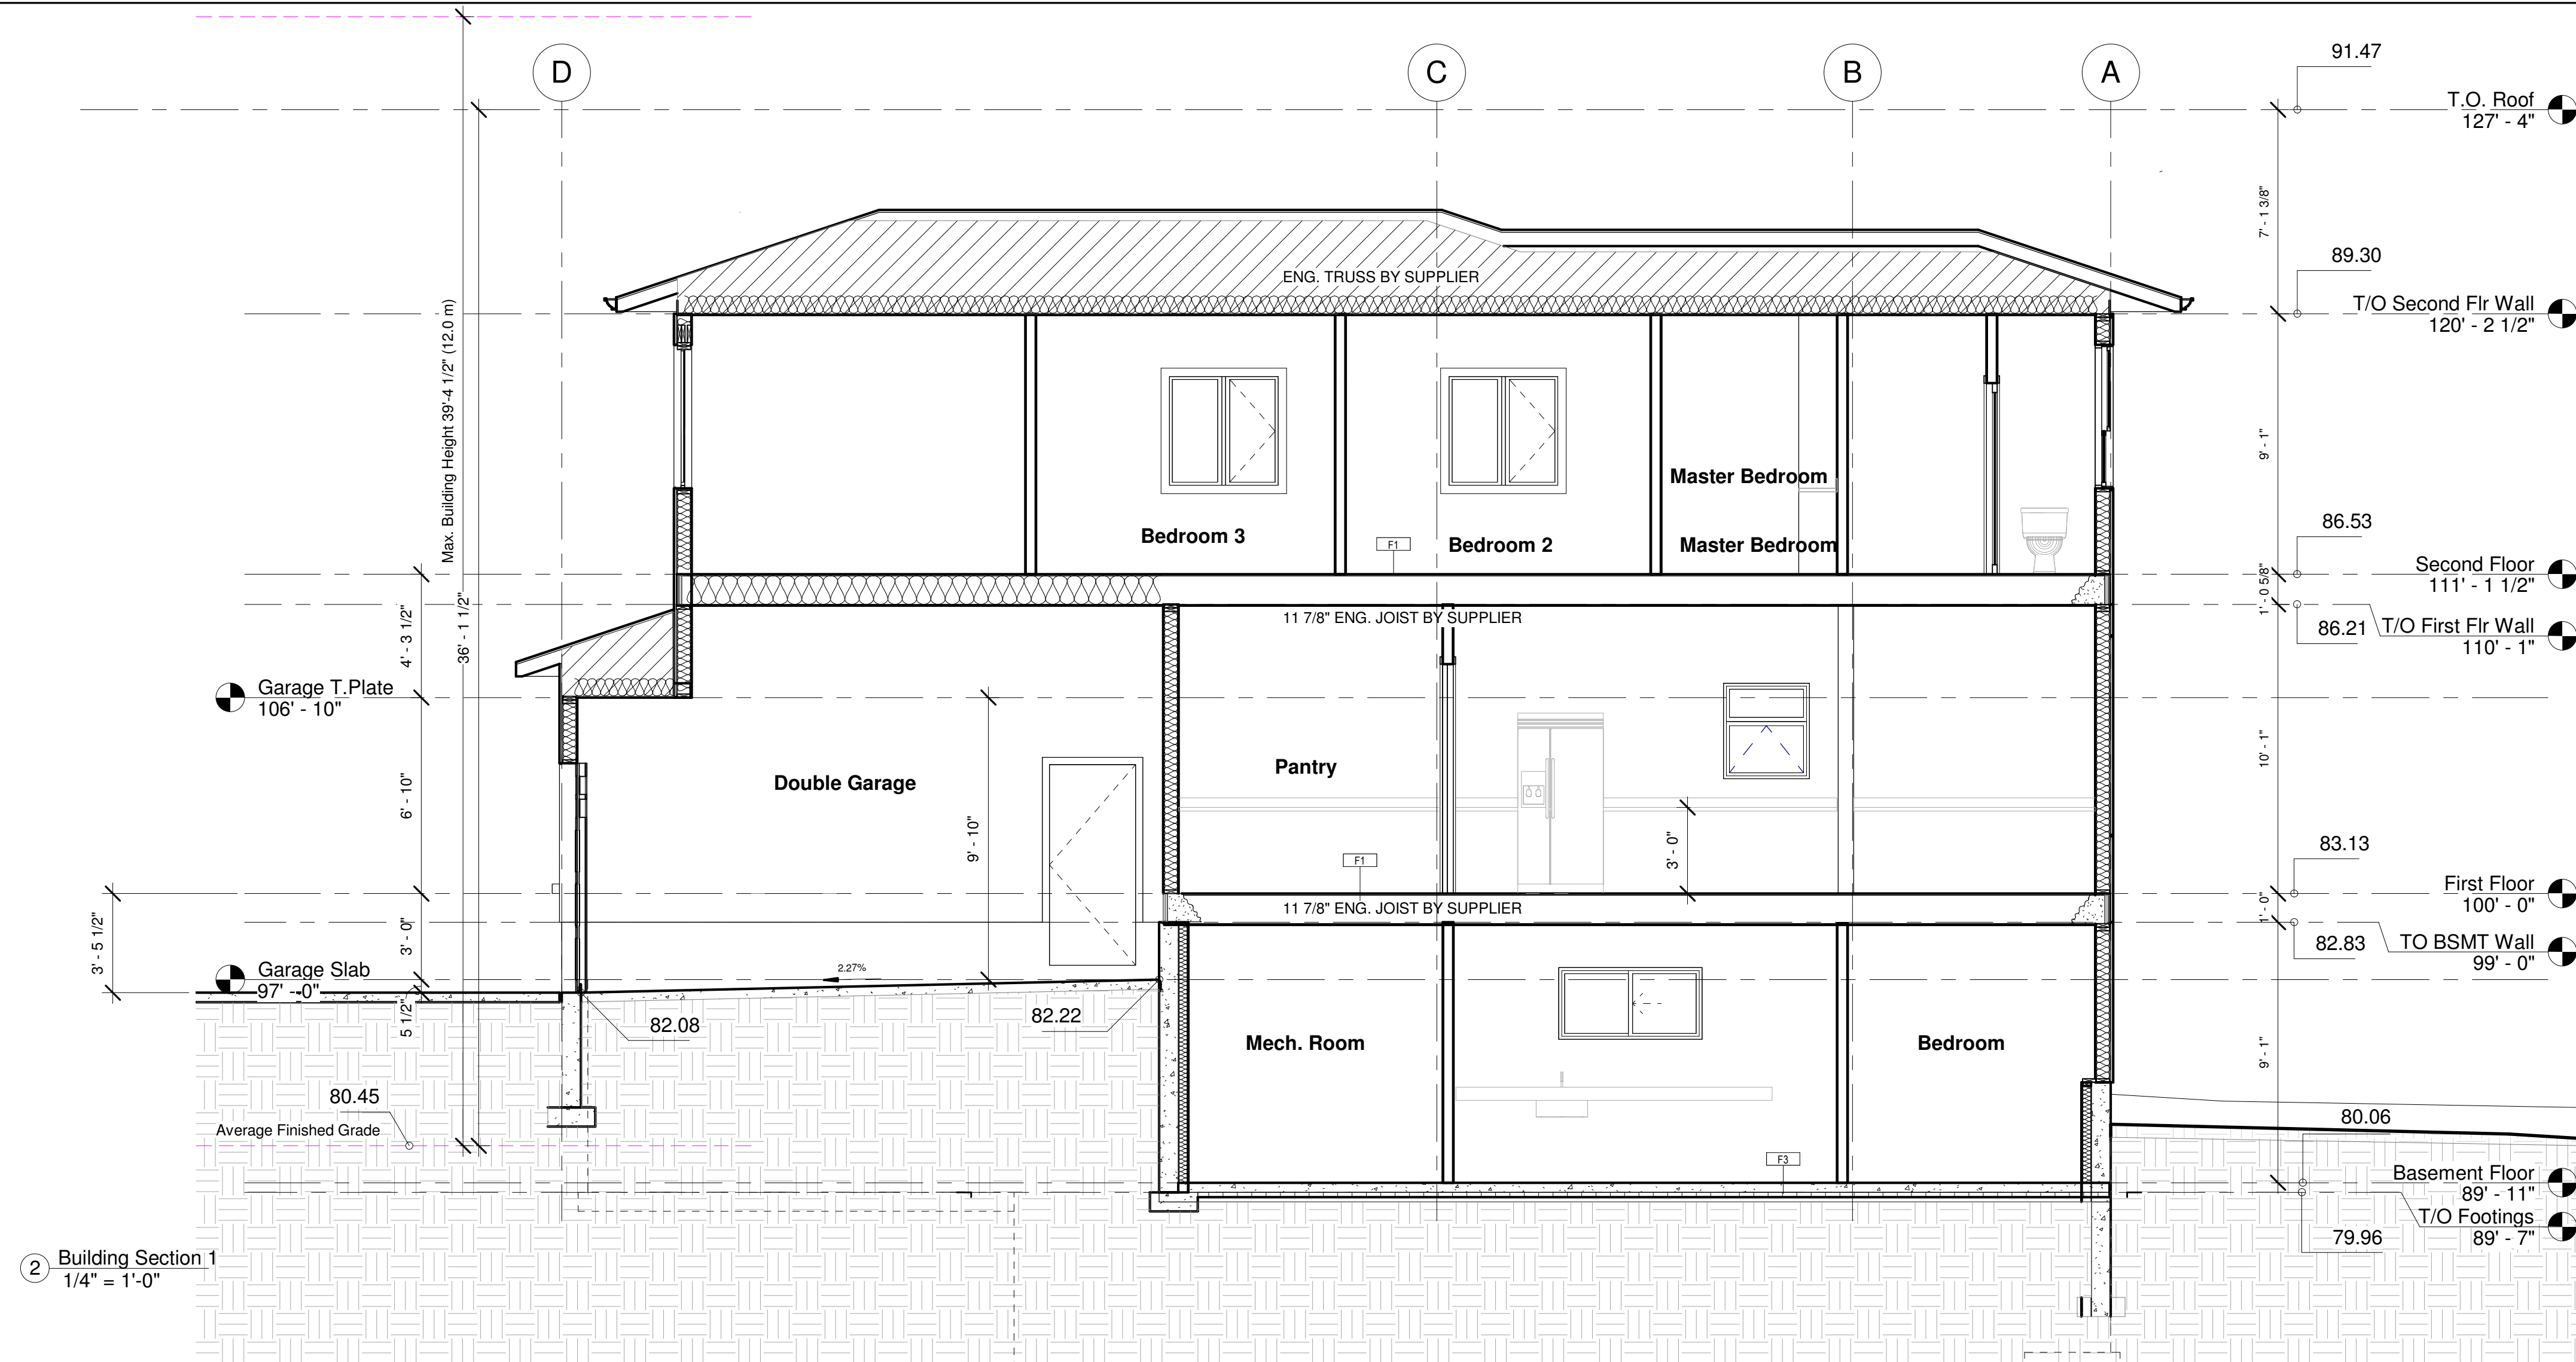 D
C
B
A
91.47
T.O. Roof
127' - 4"
7' - 1 3/8"
89.30
T/O Second Flr Wall
120' - 2 1/2"
ENG. TRUSS BY SUPPLIER
Max. Building Height 39'-4 1/2" (12.0 m)
36' - 1 1/2"
9' - 1"
Master Bedroom
Bedroom 3
F1
Bedroom 2
Master Bedroom
86.53
Second Floor
111' - 1 1/2"
1' - 0 5/8"
86.21
T/O First Flr Wall
110' - 1"
11 7/8" ENG. JOIST BY SUPPLIER
4' - 3 1/2"
Garage T.Plate
106' - 10"
6' - 10"
Double Garage
9' - 10"
Pantry
F1
3' - 0"
10' - 1"
83.13
First Floor
100' - 0"
1' - 0"
82.83
TO BSMT Wall
99' - 0"
11 7/8" ENG. JOIST BY SUPPLIER
3' - 5 1/2"
3' - 0"
Garage Slab
97' - 0"
5 1/2"
2.27%
82.08
82.22
Mech. Room
Bedroom
9' - 1"
80.45
Average Finished Grade
F3
80.06
Basement Floor
89' - 11"
T/O Footings
89' - 7"
79.96
2
Building Section 1
1/4" = 1'-0"